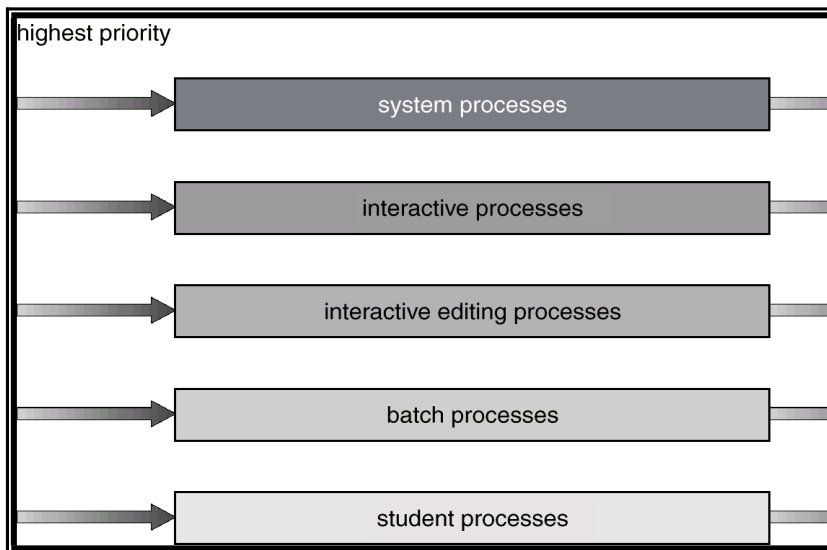 highest priority
system processes
interactive processes
interactive editing processes
batch processes
student processes